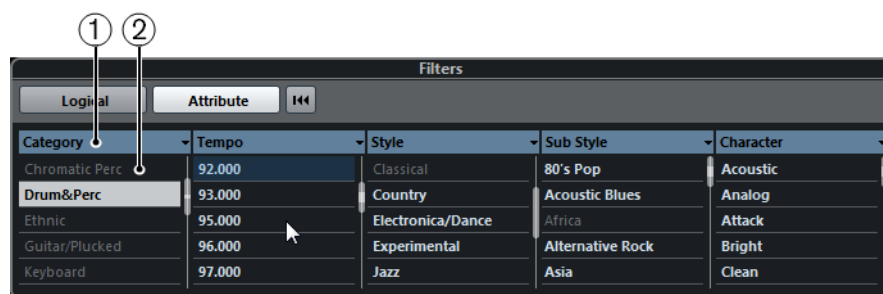 1 2
Filters
Logical Attribute
Category Tempo Style Sub Style Character
Chromatic Perc 92.000 Classical 80's Pop Acoustic
Drum&Perc 93.000 Country Acoustic Blues Analog
Ethnic 95.000 Electronica/Dance Africa Attack
Guitar/Plucked 96.000 Experimental Alternative Rock Bright
Keyboard 97.000 Jazz Asia Clean